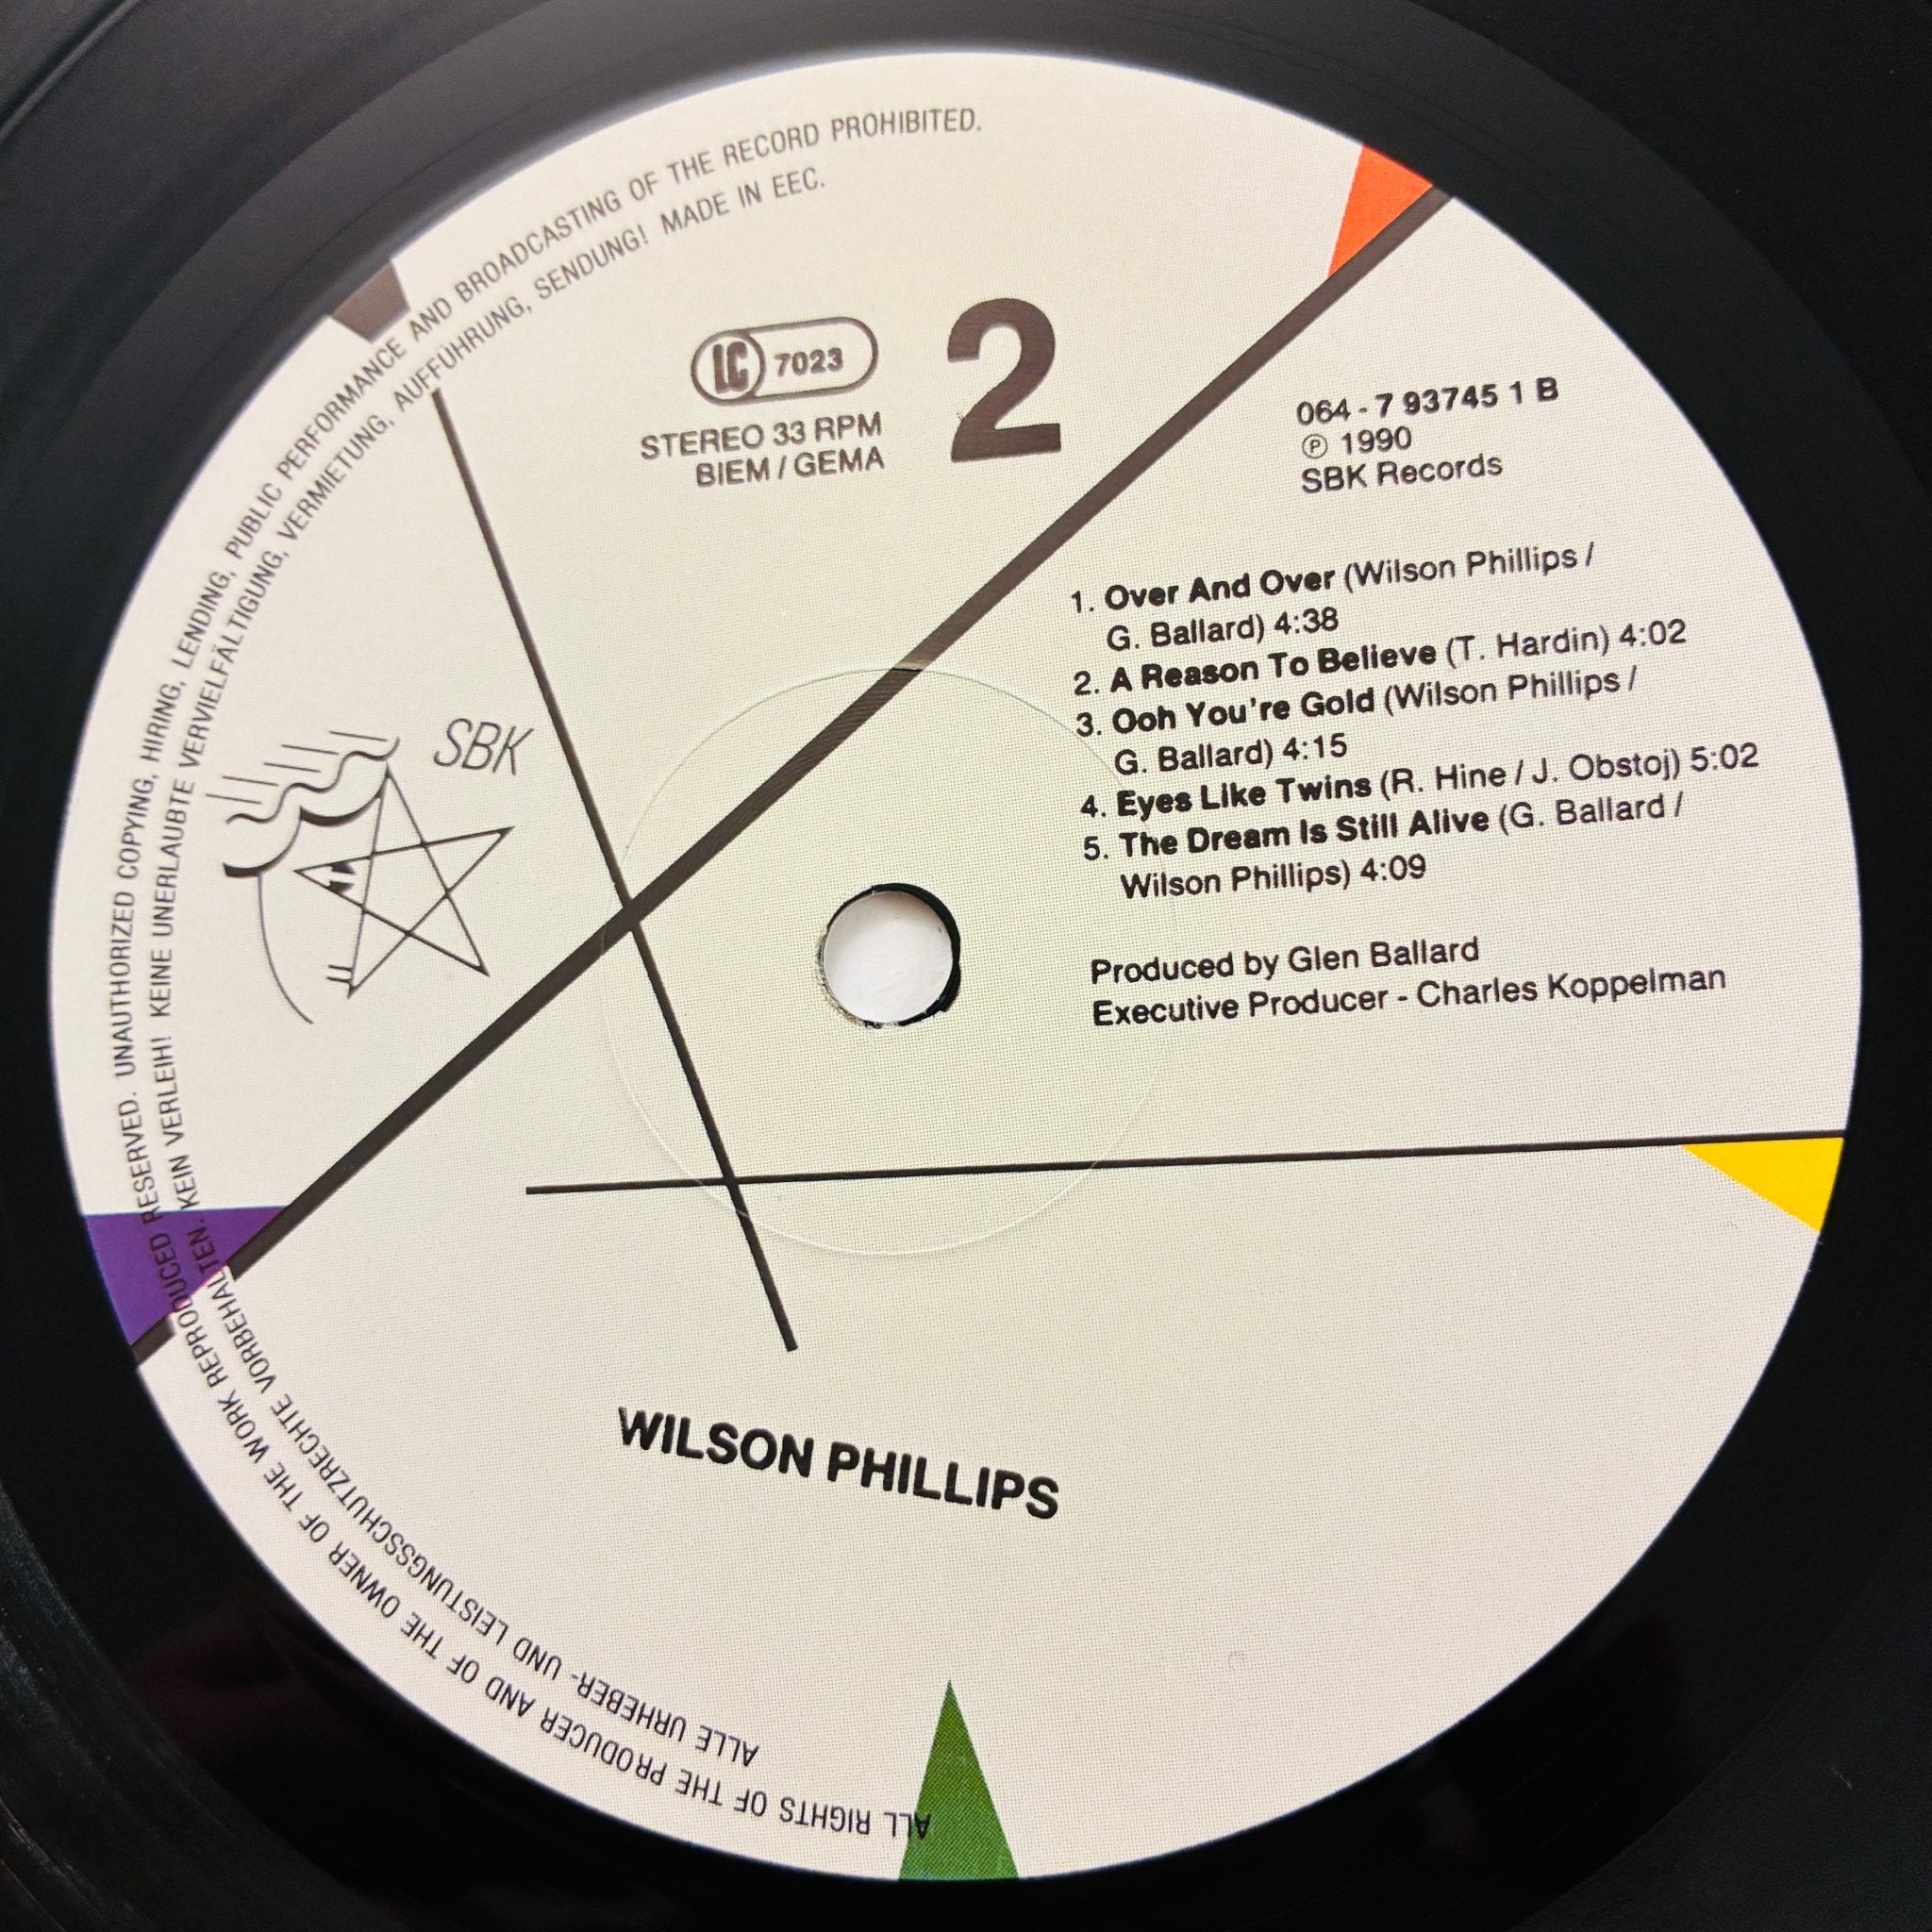 ALL RIGHTS OF THE PRODUCER AND OF THE OWNER OF THE WORK REPRODUCED RESERVED. UNAUTHORIZED COPYING, HIRING, LENDING, PUBLIC PERFORMANCE AND BROADCASTING OF THE RECORD PROHIBITED.
ALLE URHEBER- UND LEISTUNGSSCHUTZRECHTE VORBEHALTEN. KEIN VERLEIH! KEINE UNERLAUBTE VERVIELFÄLTIGUNG, VERMIETUNG, AUFFÜHRUNG, SENDUNG! MADE IN EEC.
LC 7023
STEREO 33 RPM
BIEM / GEMA
2
064 - 7 93745 1 B
℗ 1990
SBK Records
SBK
1. Over And Over (Wilson Phillips /
G. Ballard) 4:38
2. A Reason To Believe (T. Hardin) 4:02
3. Ooh You're Gold (Wilson Phillips /
G. Ballard) 4:15
4. Eyes Like Twins (R. Hine / J. Obstoj) 5:02
5. The Dream Is Still Alive (G. Ballard /
Wilson Phillips) 4:09
Produced by Glen Ballard
Executive Producer - Charles Koppelman
WILSON PHILLIPS